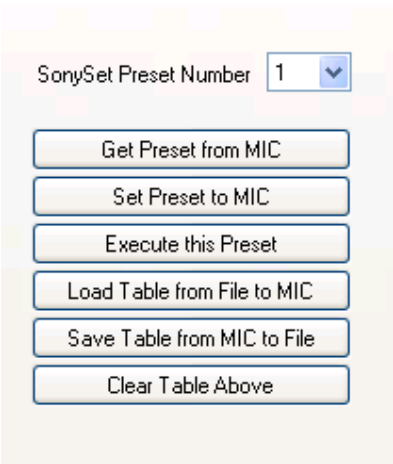 SonySet Preset Number 1
Get Preset from MIC
Set Preset to MIC
Execute this Preset
Load Table from File to MIC
Save Table from MIC to File
Clear Table Above